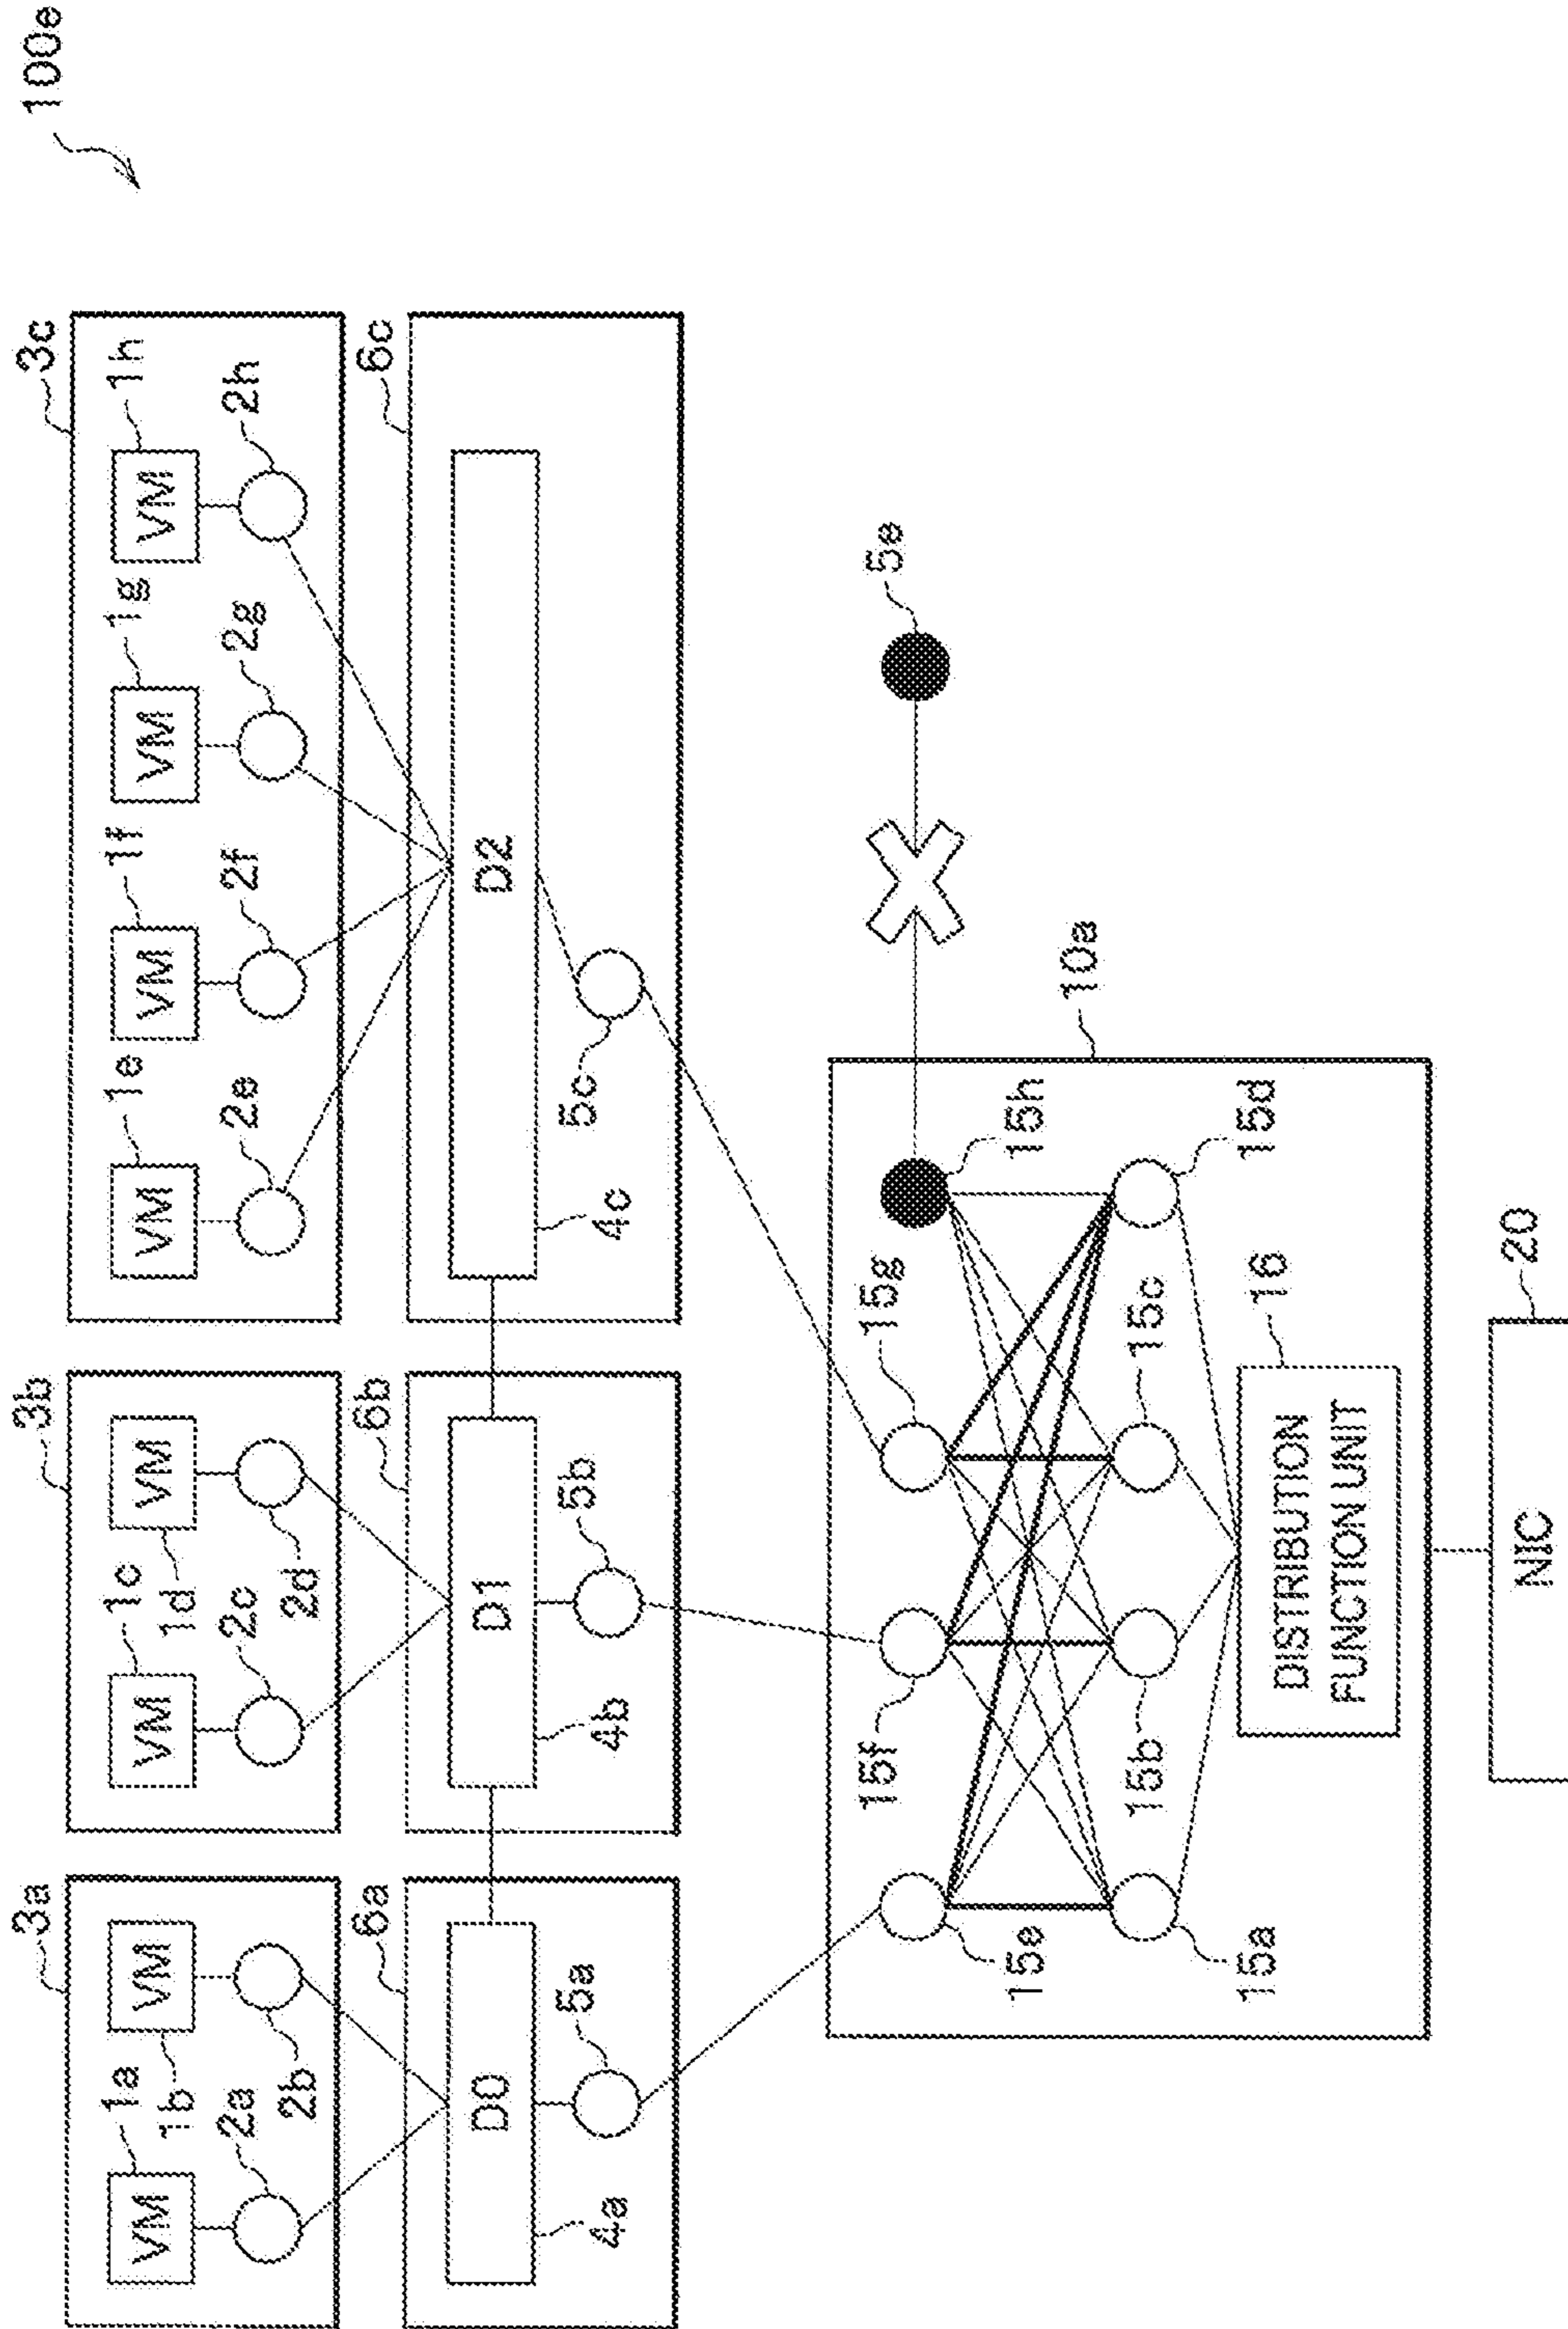 100e
3a
3b
3c
1a
VM
1b
VM
1c
VM
1d
VM
1e
VM
1f
VM
1g
VM
1h
VM
2a
2b
2c
2d
2e
2f
2g
2h
6a
6b
6c
D0
D1
D2
4a
5a
4b
5b
4c
5c
5e
10a
15e
15f
15g
15h
15a
15b
15c
15d
16
DISTRIBUTION
FUNCTION UNIT
20
NIC